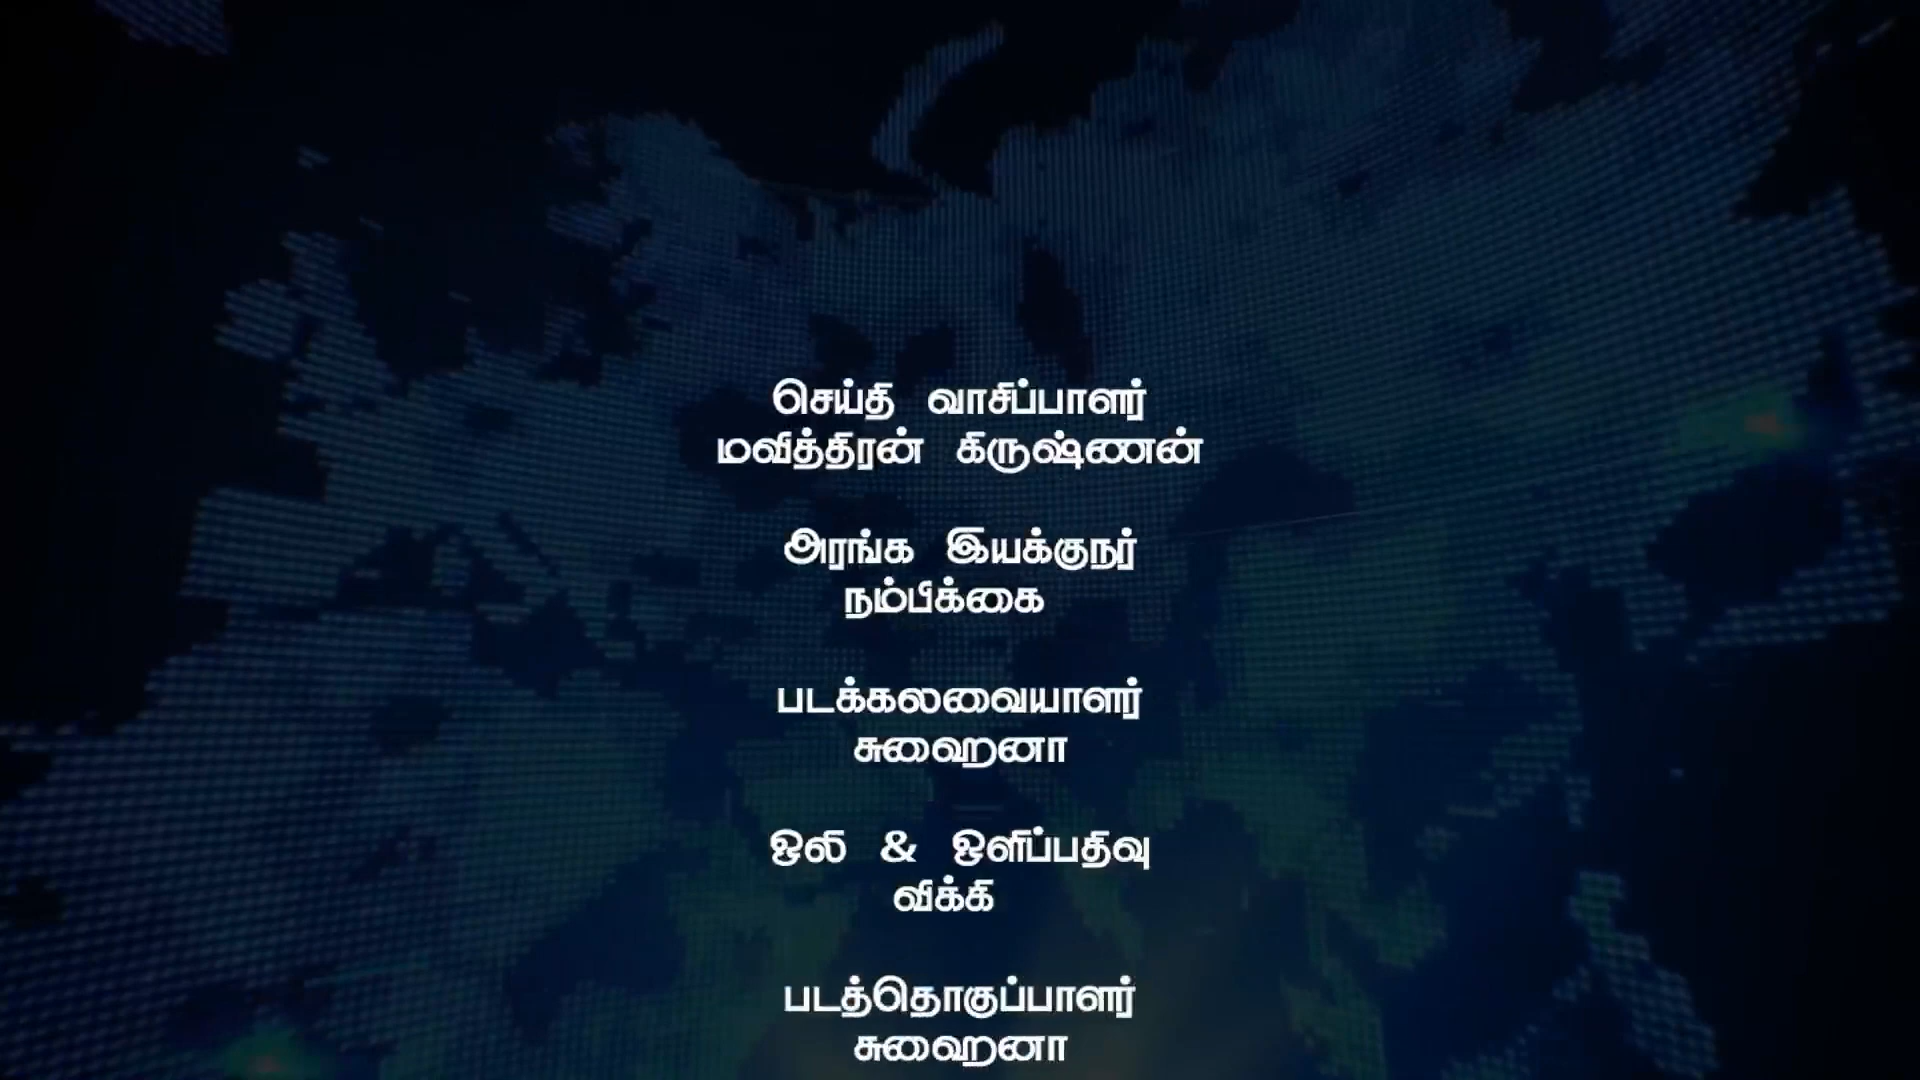 செய்தி வாசிப்பாளர்
மவித்திரன் கிருஷ்ணன்
அரங்க இயக்குநர்
நம்பிக்கை
படக்கலவையாளர்
சுஹைனா
ஒலி & ஒளிப்பதிவு
விக்கி
படத்தொகுப்பாளர்
சுஹைனா